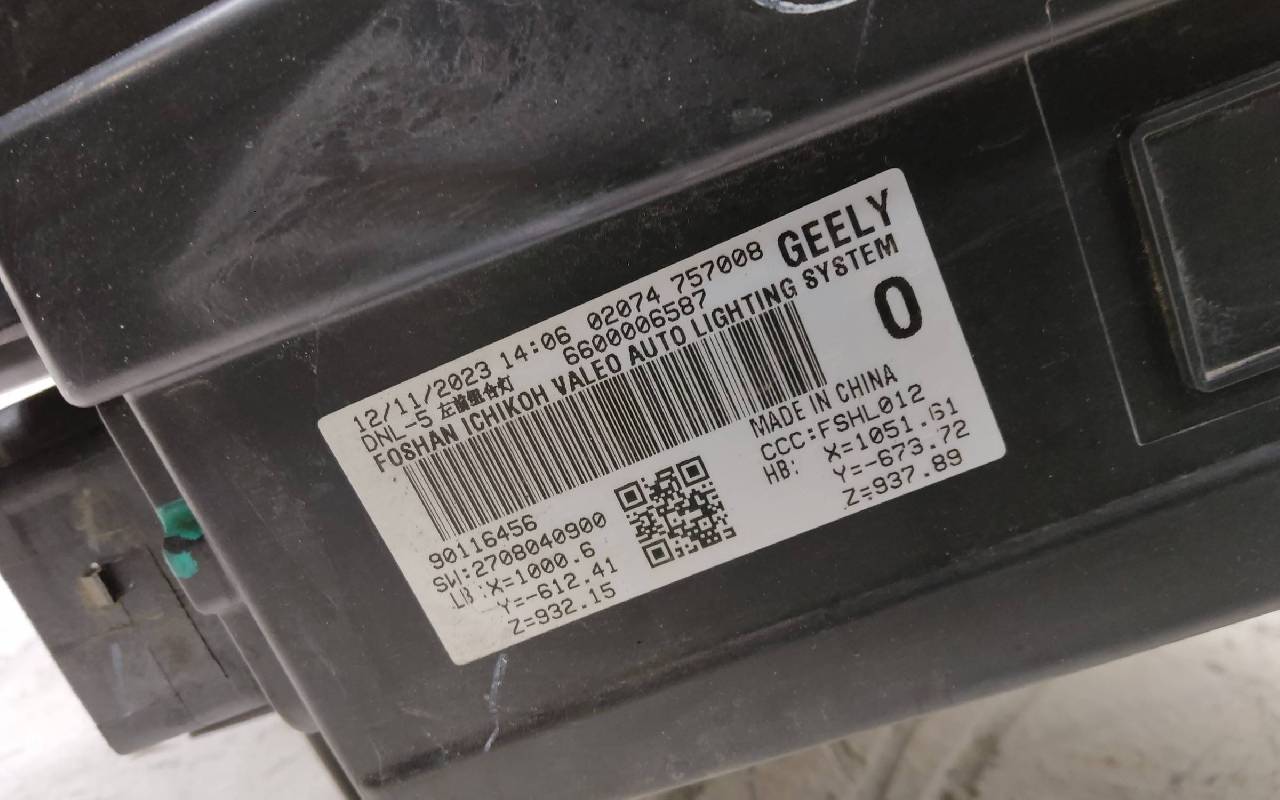 12/11/2023 14:06 02074 757008 GEELY
DNL-5 左前组合灯 6600006587
FOSHAN ICHIKOH VALEO AUTO LIGHTING SYSTEM
0
90116456
SW:2708040900
LB:X=1000.6
Y=-612.41
Z=932.15
MADE IN CHINA
CCC:FSHL012
HB: X=1051.61
Y=-673.72
Z=937.89